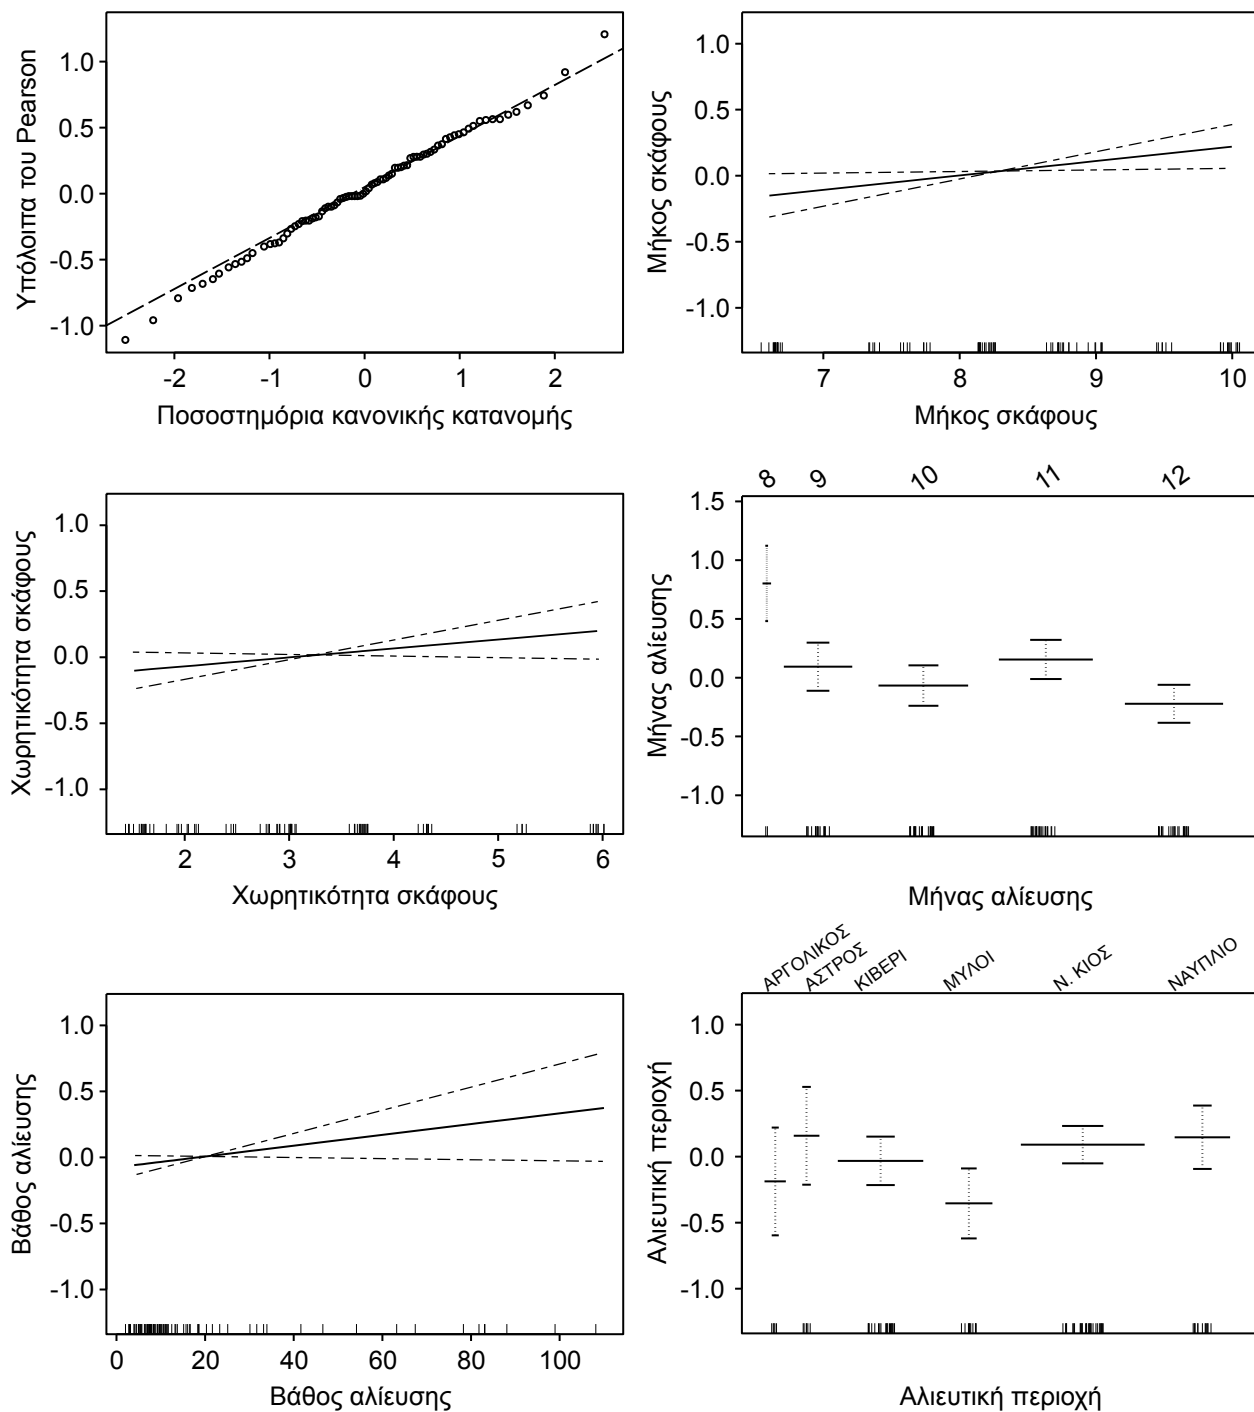 Υπόλοιπα του Pearson
1.0
0.5
0.0
-0.5
-1.0
-2 -1 0 1 2
Ποσοστημόρια κανονικής κατανομής
Μήκος σκάφους
1.0
0.5
0.0
-0.5
-1.0
7 8 9 10
Μήκος σκάφους
Χωρητικότητα σκάφους
1.0
0.5
0.0
-0.5
-1.0
2 3 4 5 6
Χωρητικότητα σκάφους
8 9 10 11 12
Μήνας αλίευσης
1.5
1.0
0.5
0.0
-0.5
-1.0
Μήνας αλίευσης
Βάθος αλίευσης
1.0
0.5
0.0
-0.5
-1.0
0 20 40 60 80 100
Βάθος αλίευσης
ΑΡΓΟΛΙΚΟΣ
ΑΣΤΡΟΣ
ΚΙΒΕΡΙ
ΜΥΛΟΙ
Ν. ΚΙΟΣ
ΝΑΥΠΛΙΟ
Αλιευτική περιοχή
1.0
0.5
0.0
-0.5
-1.0
Αλιευτική περιοχή